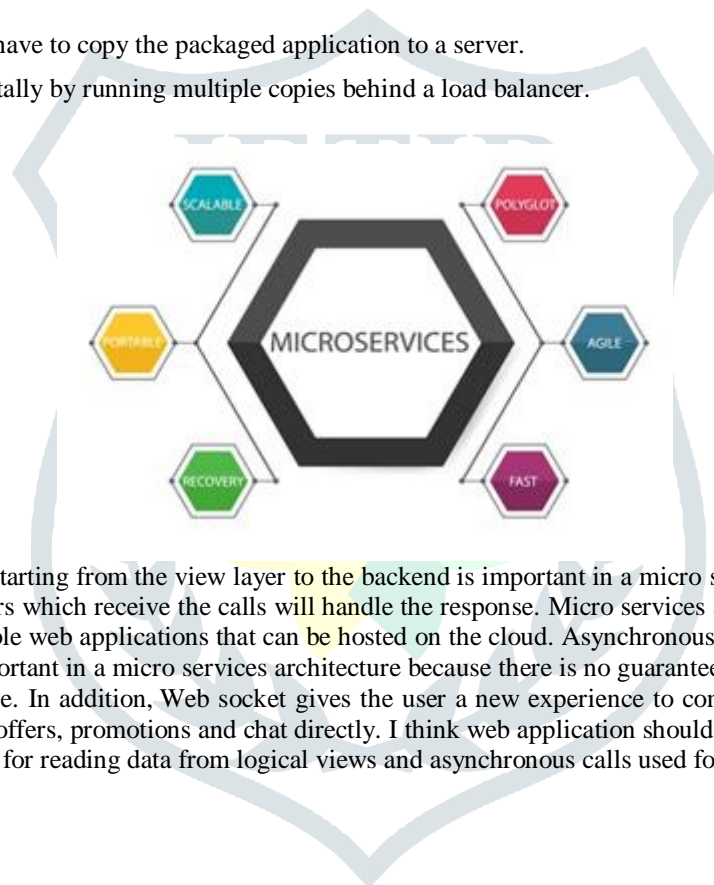 have to copy the packaged application to a server.
tally by running multiple copies behind a load balancer.
SCALABLE
POLYGLOT
PORTABLE
MICROSERVICES
AGILE
RECOVERY
FAST
tarting from the view layer to the backend is important in a micro s
rs which receive the calls will handle the response. Micro services
ble web applications that can be hosted on the cloud. Asynchronous
portant in a micro services architecture because there is no guarantee
e. In addition, Web socket gives the user a new experience to con
offers, promotions and chat directly. I think web application should
for reading data from logical views and asynchronous calls used fo